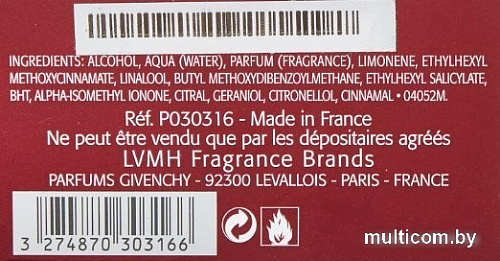 INGREDIENTS: ALCOHOL, AQUA (WATER), PARFUM (FRAGRANCE), LIMONENE, ETHYLHEXYL
METHOXYCINNAMATE, LINALOOL, BUTYL METHOXYDIBENZOYLMETHANE, ETHYLHEXYL SALICYLATE,
BHT, ALPHA-ISOMETHYL IONONE, CITRAL, GERANIOL, CITRONELLOL, CINNAMAL • 04052M.
Réf. P030316 - Made in France
Ne peut être vendu que par les dépositaires agréés
LVMH Fragrance Brands
PARFUMS GIVENCHY - 92300 LEVALLOIS - PARIS - FRANCE
3 274870 303166
multicom.by